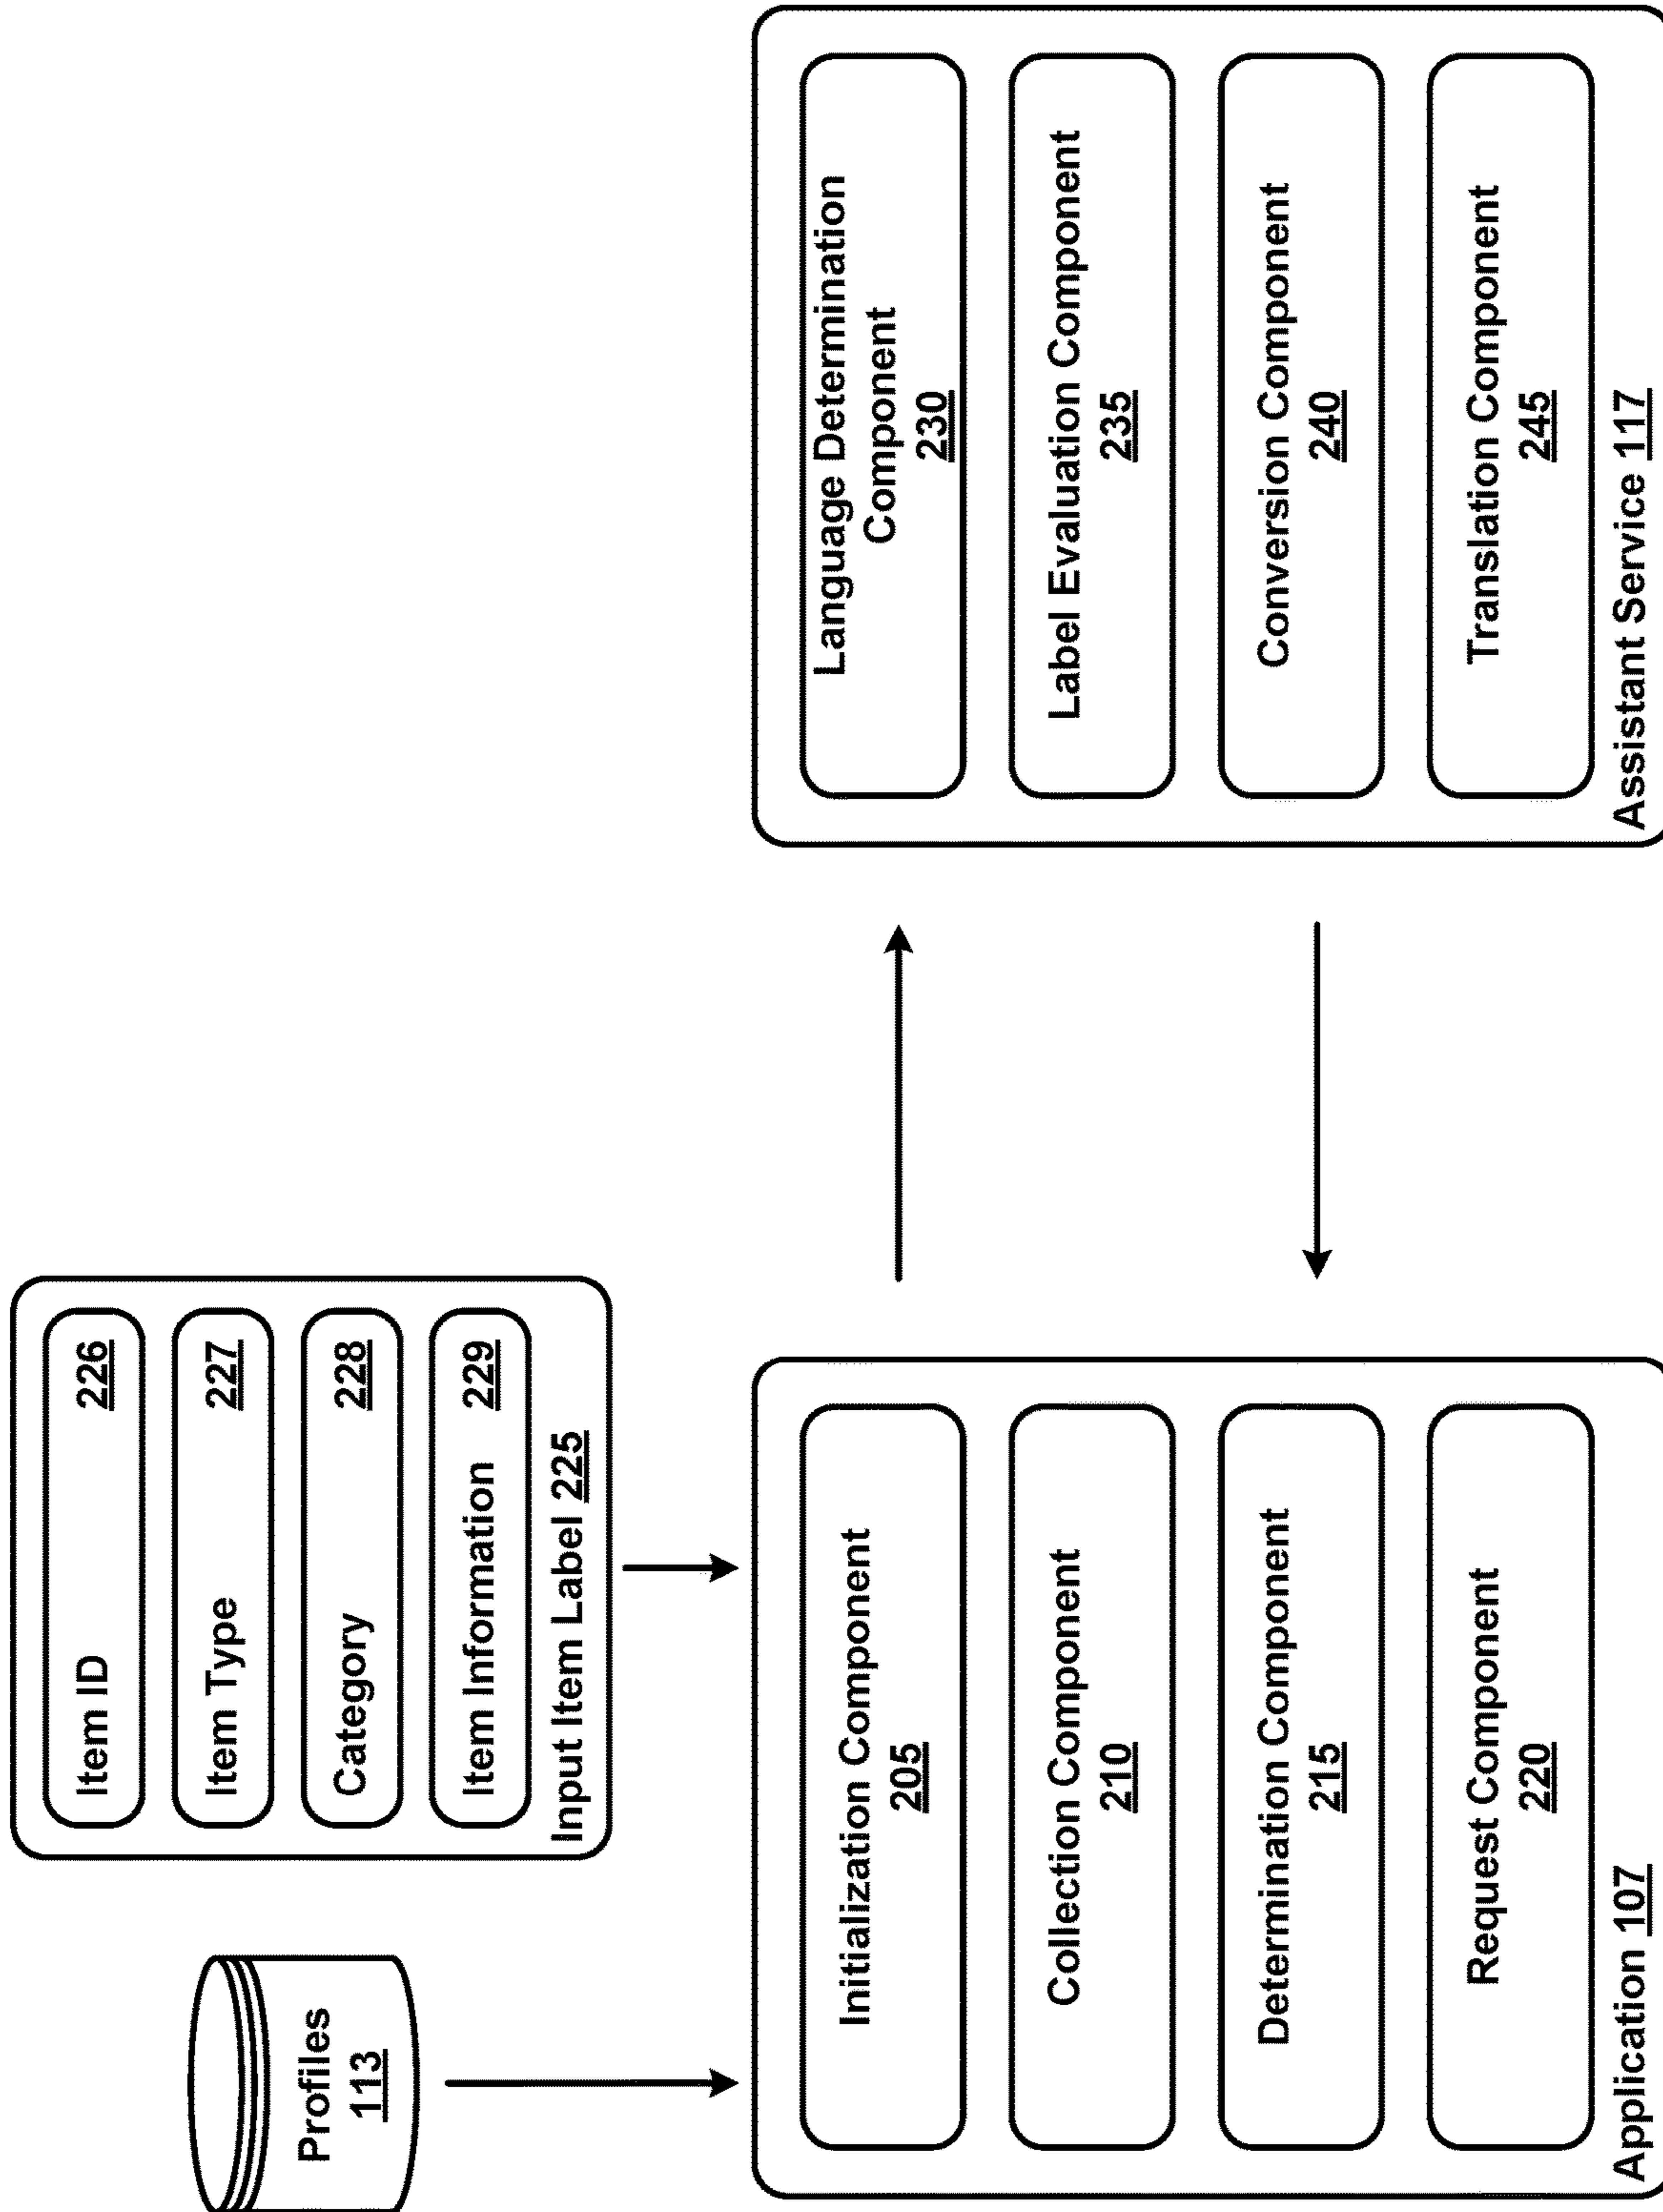 Profiles
113
Item ID 226
Item Type 227
Category 228
Item Information 229
Input Item Label 225
Initialization Component
205
Collection Component
210
Determination Component
215
Request Component
220
Application 107
Language Determination
Component
230
Label Evaluation Component
235
Conversion Component
240
Translation Component
245
Assistant Service 117